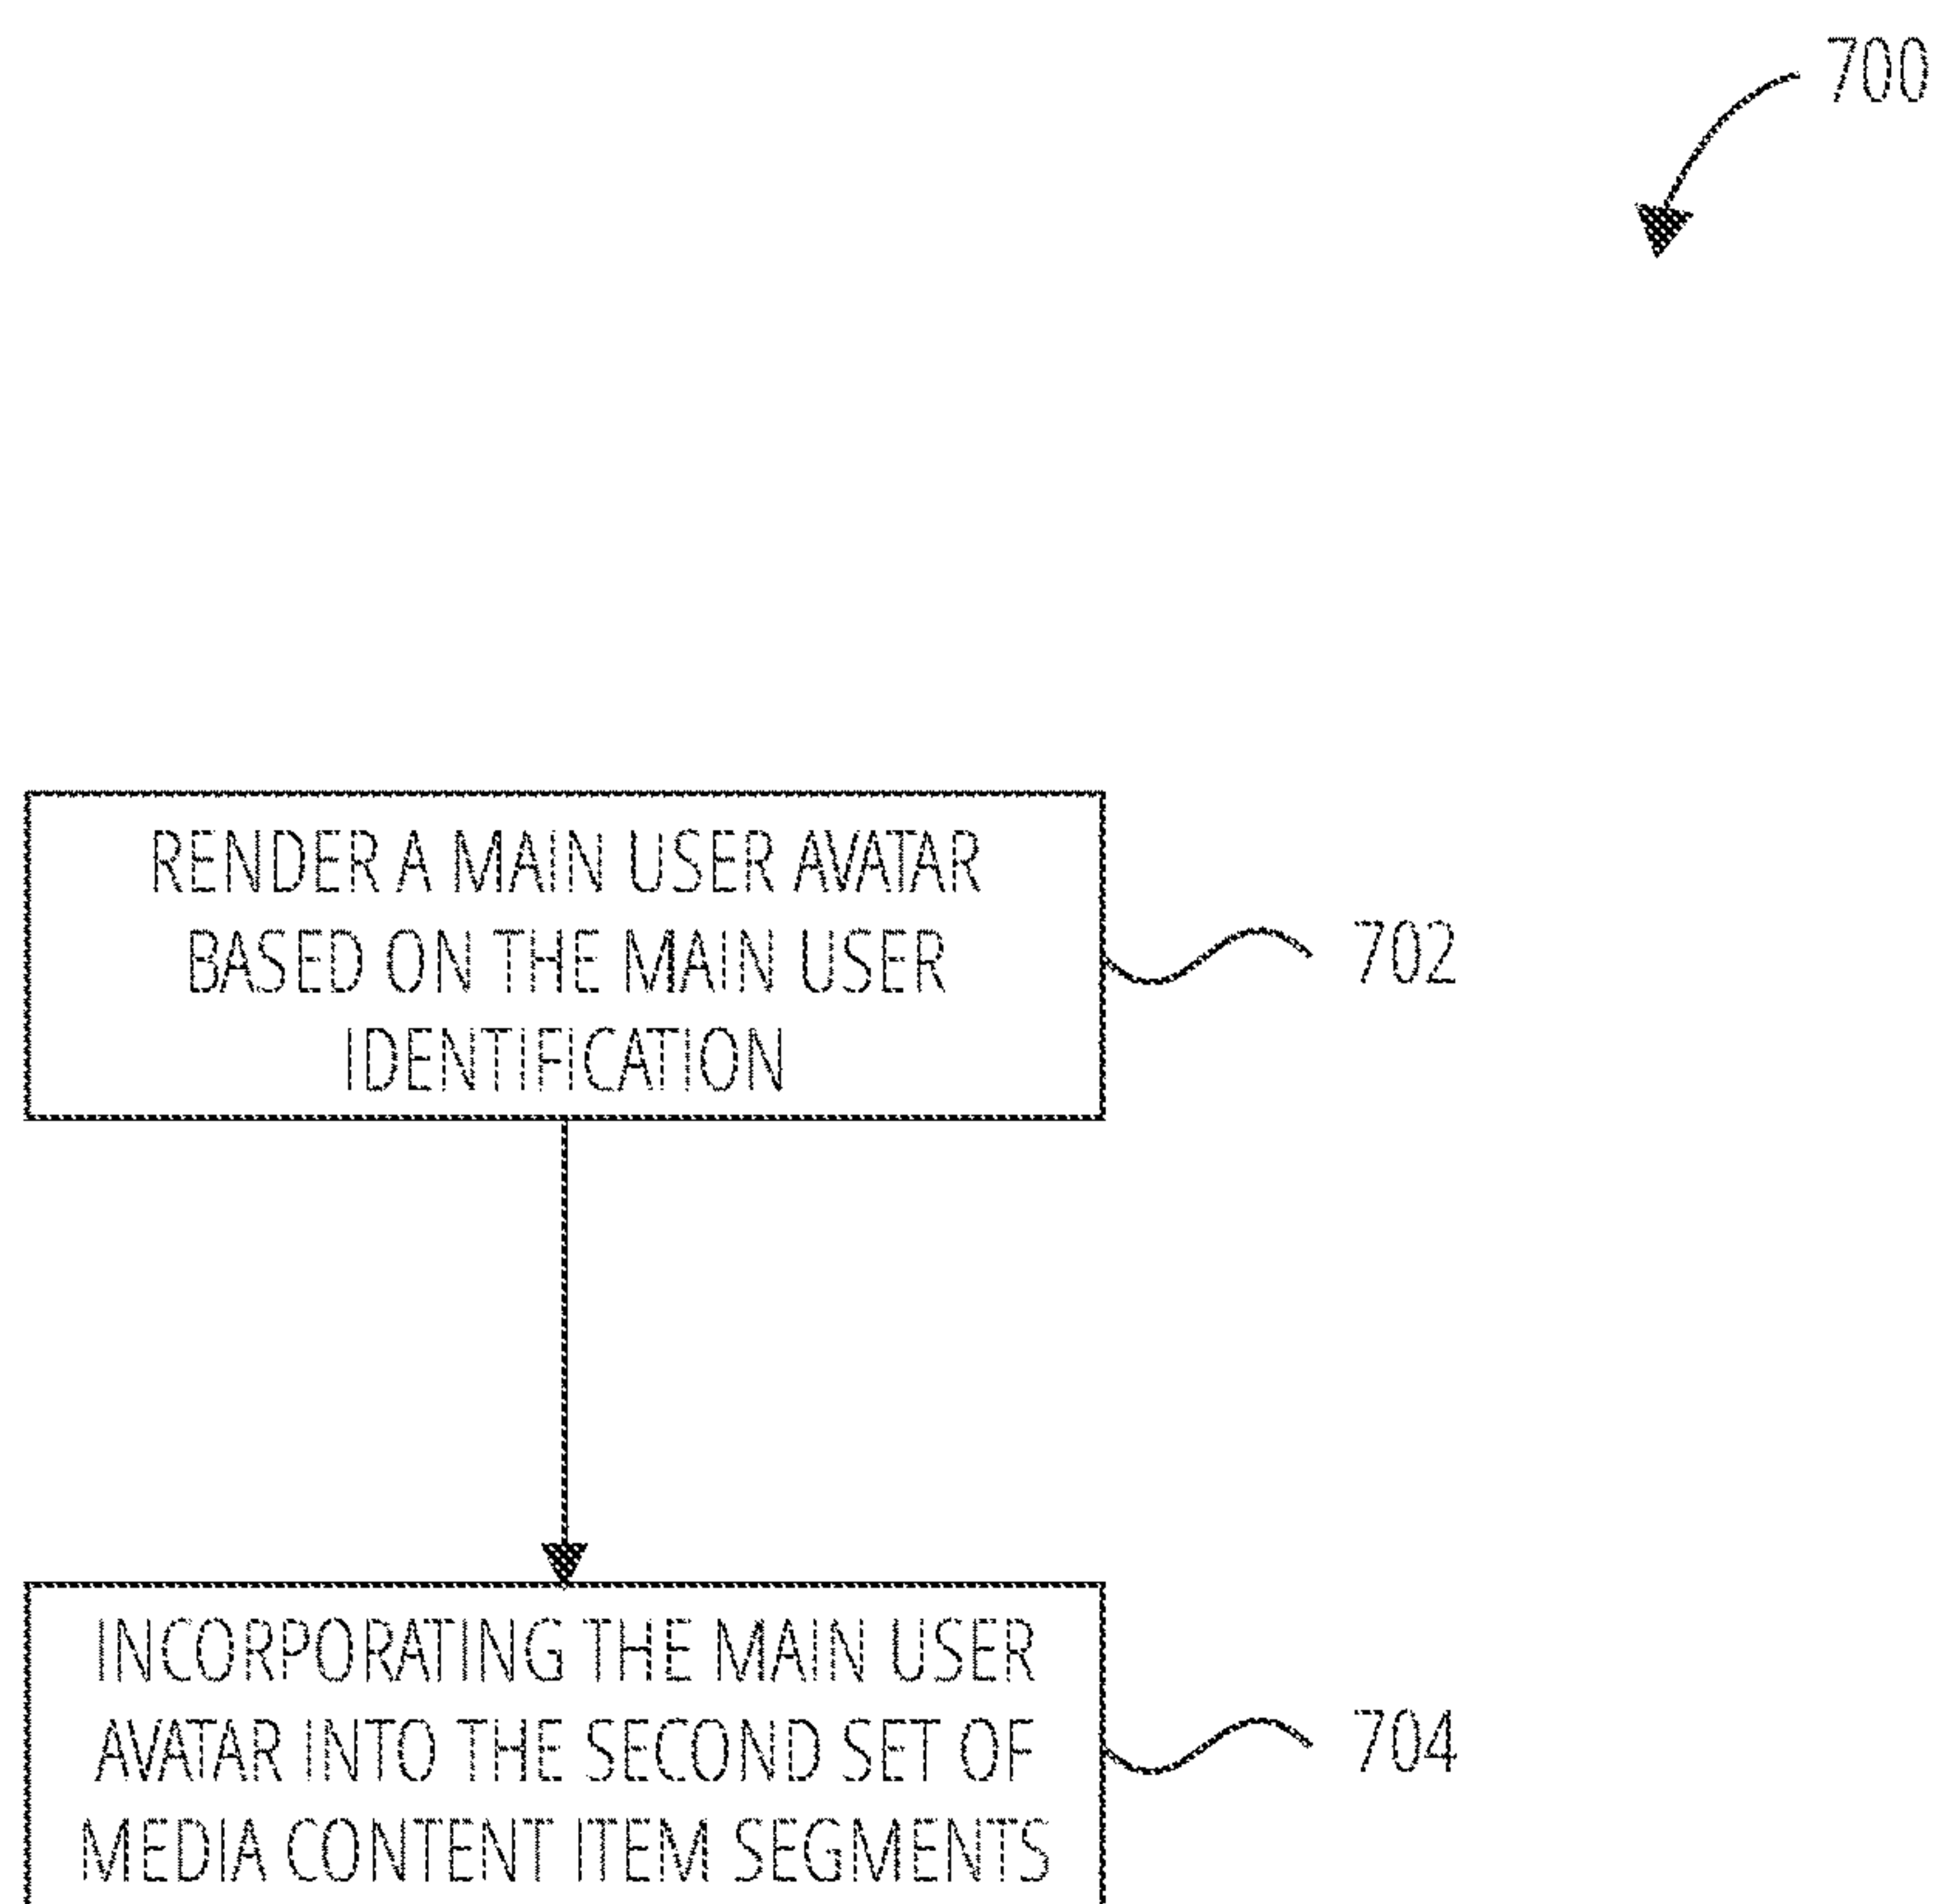 700
RENDER A MAIN USER AVATAR
BASED ON THE MAIN USER
IDENTIFICATION
702
INCORPORATING THE MAIN USER
AVATAR INTO THE SECOND SET OF
MEDIA CONTENT ITEM SEGMENTS
704